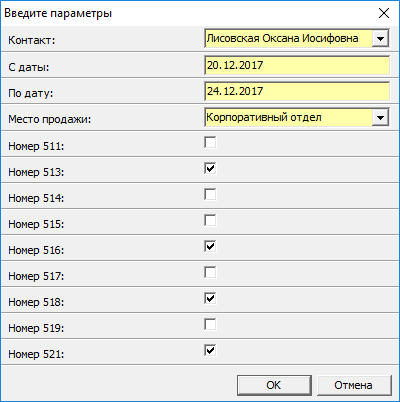 Введите параметры
Контакт: Лисовская Оксана Иосифовна
С даты: 20.12.2017
По дату: 24.12.2017
Место продажи: Корпоративный отдел
Номер 511:
Номер 513:
Номер 514:
Номер 515:
Номер 516:
Номер 517:
Номер 518:
Номер 519:
Номер 521:
OK Отмена